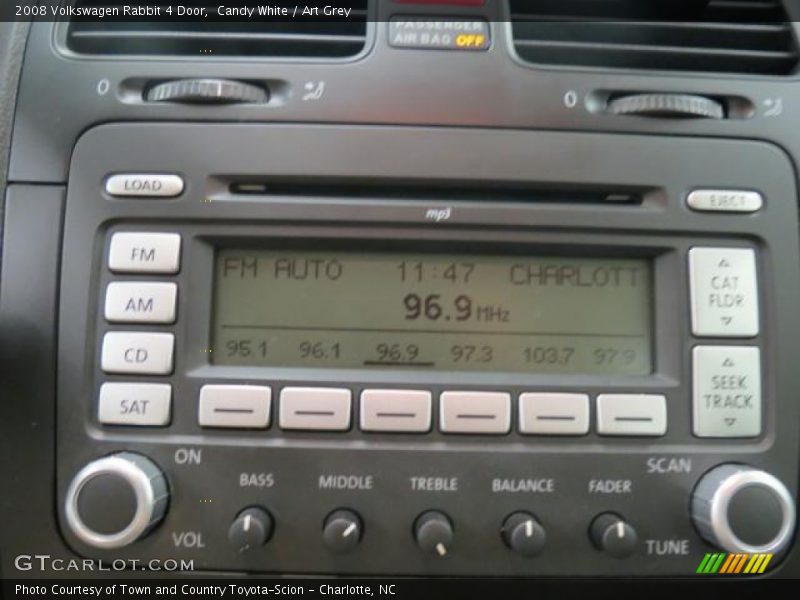 2008 Volkswagen Rabbit 4 Door,  Candy White / Art Grey
PASSENGER
AIR BAG OFF
0
0
LOAD
mp3
EJECT
FM
AM
CD
SAT
FM AUTO 11:47 CHARLOTT
96.9 MHz
95.1 96.1 96.9 97.3 103.7 97.9
CAT
FLDR
SEEK
TRACK
ON
VOL
BASS
MIDDLE
TREBLE
BALANCE
FADER
SCAN
TUNE
GTCARLOT.COM
Photo Courtesy of Town and Country Toyota-Scion - Charlotte, NC